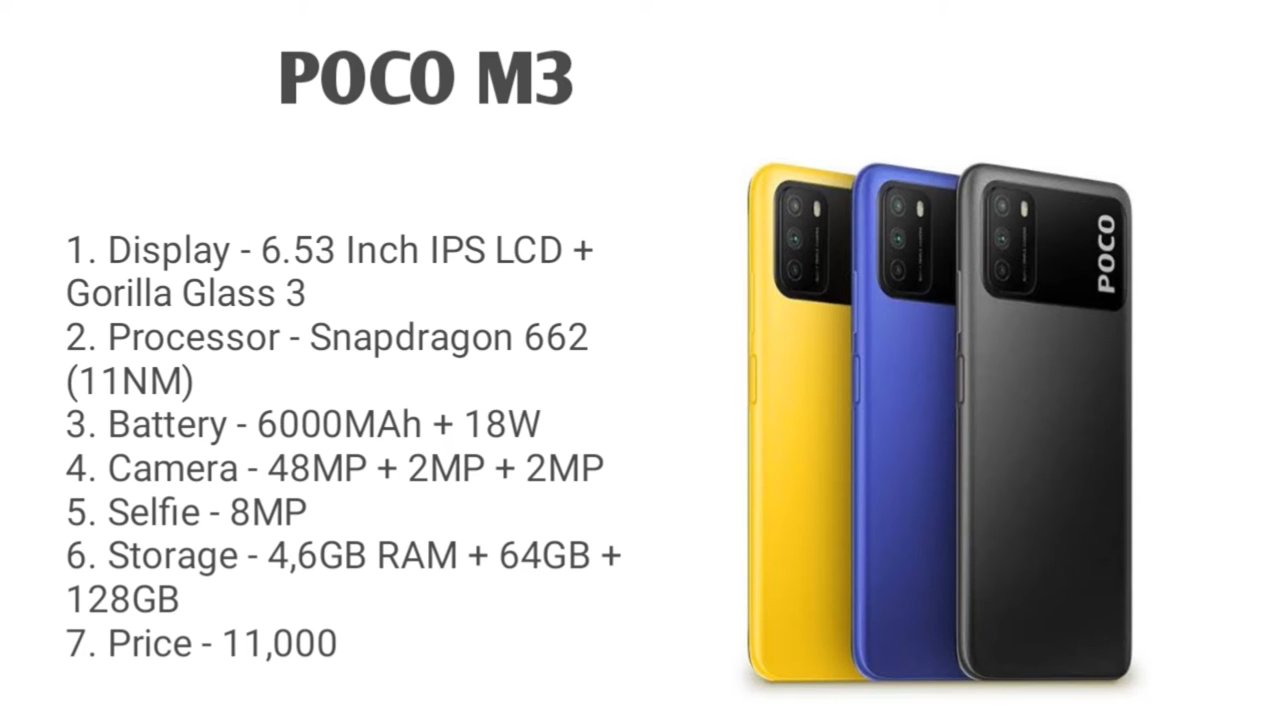 POCO M3
1. Display - 6.53 Inch IPS LCD +
Gorilla Glass 3
2. Processor - Snapdragon 662
(11NM)
3. Battery - 6000MAh + 18W
4. Camera - 48MP + 2MP + 2MP
5. Selfie - 8MP
6. Storage - 4,6GB RAM + 64GB +
128GB
7. Price - 11,000
POCO